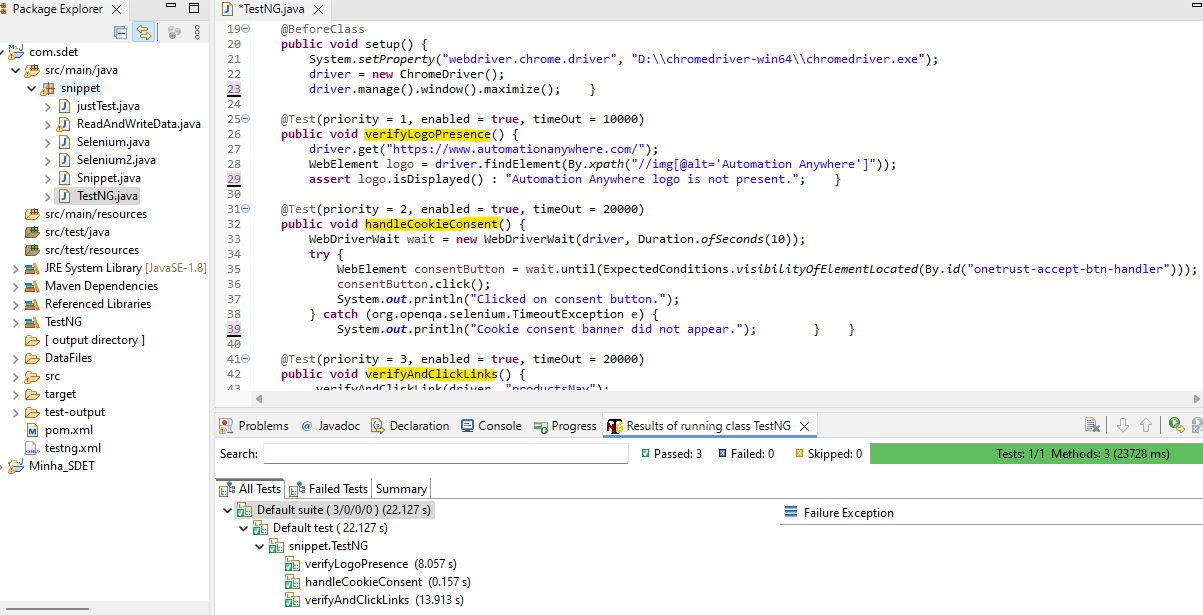 Package Explorer
com.sdet
src/main/java
snippet
justTest.java
ReadAndWriteData.java
Selenium.java
Selenium2.java
Snippet.java
TestNG.java
src/main/resources
src/test/java
src/test/resources
JRE System Library [JavaSE-1.8]
Maven Dependencies
Referenced Libraries
TestNG
[ output directory ]
DataFiles
src
target
test-output
pom.xml
testng.xml
Minha_SDET
*TestNG.java
19 @BeforeClass
20 public void setup() {
21 System.setProperty("webdriver.chrome.driver", "D:\\chromedriver-win64\\chromedriver.exe");
22 driver = new ChromeDriver();
23 driver.manage().window().maximize(); }
24
25 @Test(priority = 1, enabled = true, timeOut = 10000)
26 public void verifyLogoPresence() {
27 driver.get("https://www.automationanywhere.com/");
28 WebElement logo = driver.findElement(By.xpath("//img[@alt='Automation Anywhere']"));
29 assert logo.isDisplayed() : "Automation Anywhere logo is not present."; }
30
31 @Test(priority = 2, enabled = true, timeOut = 20000)
32 public void handleCookieConsent() {
33 WebDriverWait wait = new WebDriverWait(driver, Duration.ofSeconds(10));
34 try {
35 WebElement consentButton = wait.until(ExpectedConditions.visibilityOfElementLocated(By.id("onetrust-accept-btn-handler")));
36 consentButton.click();
37 System.out.println("Clicked on consent button.");
38 } catch (org.openqa.selenium.TimeoutException e) {
39 System.out.println("Cookie consent banner did not appear."); } }
40
41 @Test(priority = 3, enabled = true, timeOut = 20000)
42 public void verifyAndClickLinks() {
43 verifyAndClickLink(driver, "productsNav");
Problems @ Javadoc Declaration Console Progress Results of running class TestNG
Search: Passed: 3 Failed: 0 Skipped: 0 Tests: 1/1 Methods: 3 (23728 ms)
All Tests Failed Tests Summary
Default suite ( 3/0/0/0 ) (22.127 s)
Default test ( 22.127 s)
snippet.TestNG
verifyLogoPresence (8.057 s)
handleCookieConsent (0.157 s)
verifyAndClickLinks (13.913 s)
Failure Exception